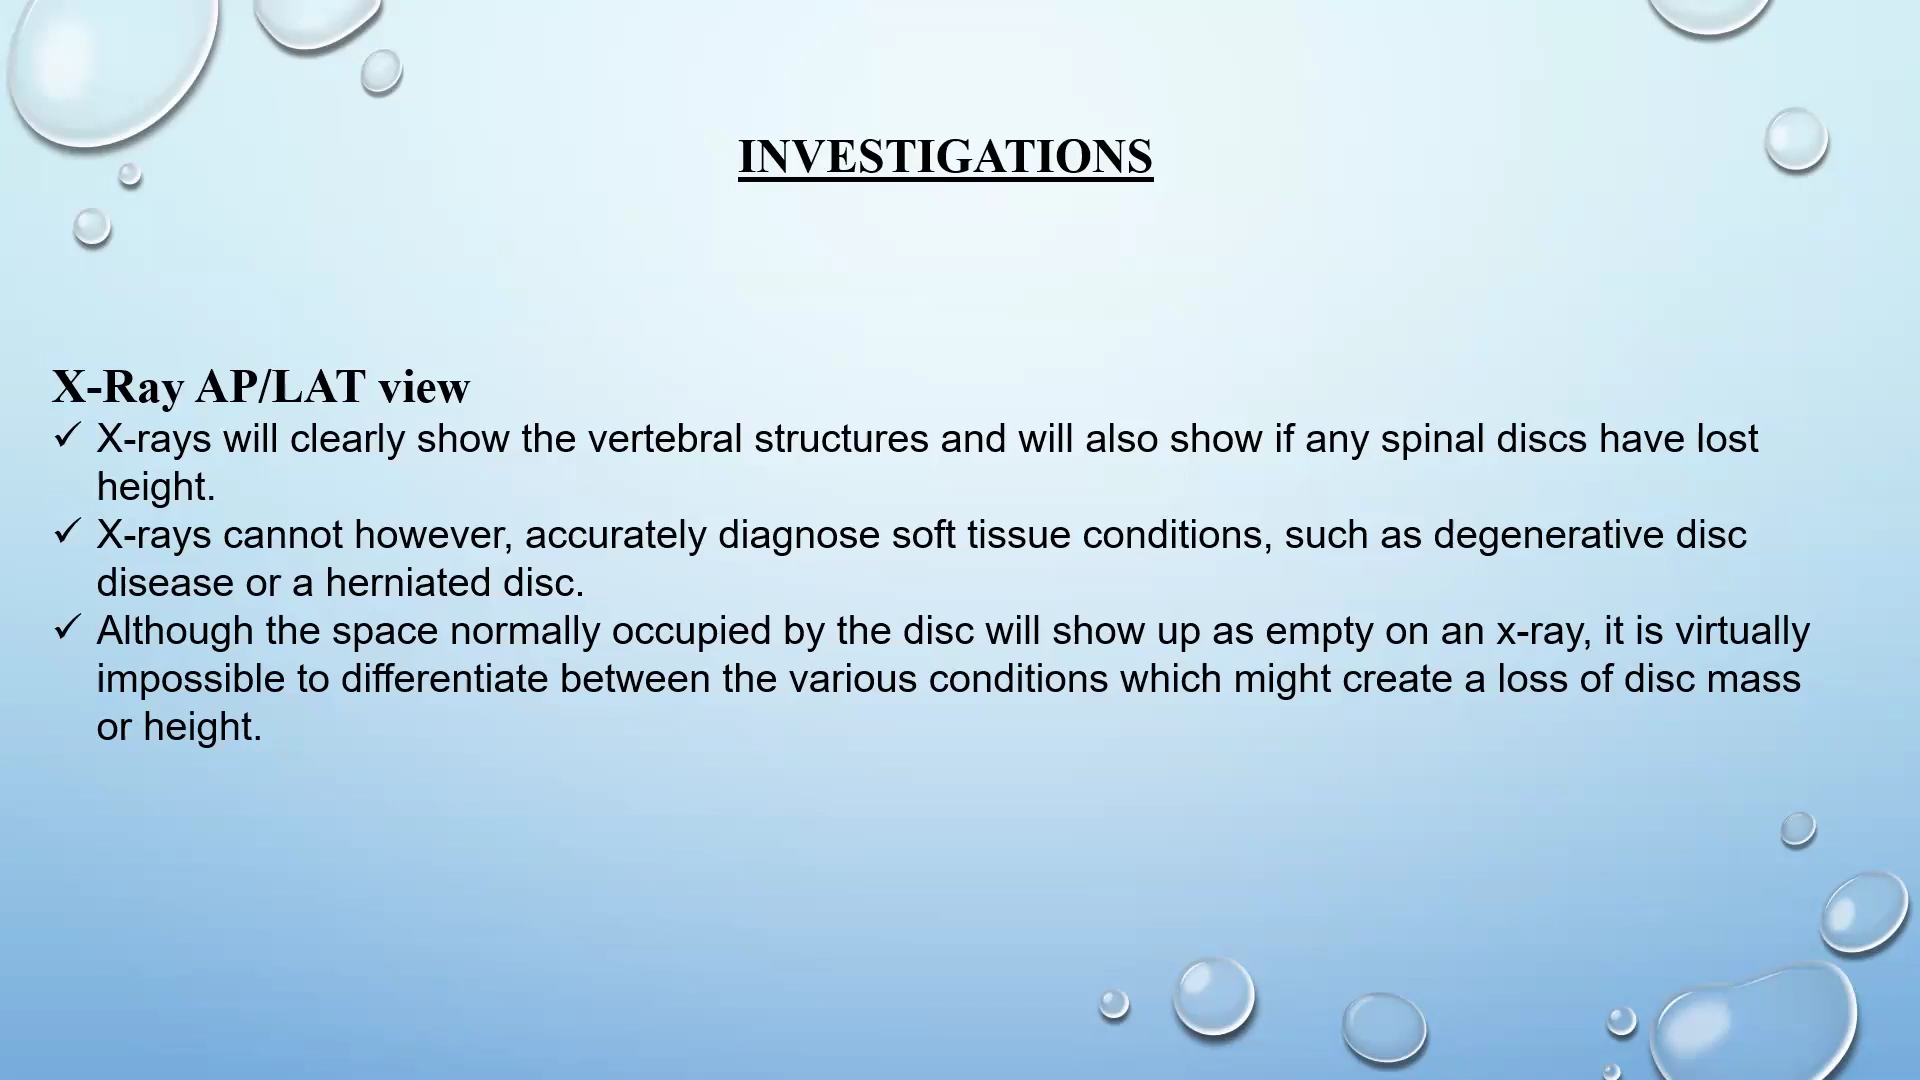 INVESTIGATIONS
X-Ray AP/LAT view
✓ X-rays will clearly show the vertebral structures and will also show if any spinal discs have lost
height.
✓ X-rays cannot however, accurately diagnose soft tissue conditions, such as degenerative disc
disease or a herniated disc.
✓ Although the space normally occupied by the disc will show up as empty on an x-ray, it is virtually
impossible to differentiate between the various conditions which might create a loss of disc mass
or height.